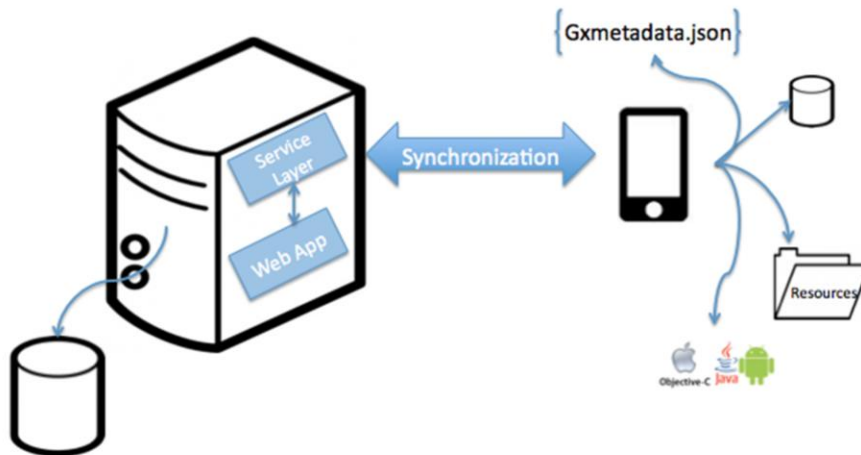 {Gxmetadata.json}
Service
Layer
Synchronization
Web App
Resources
Objective-C
Java